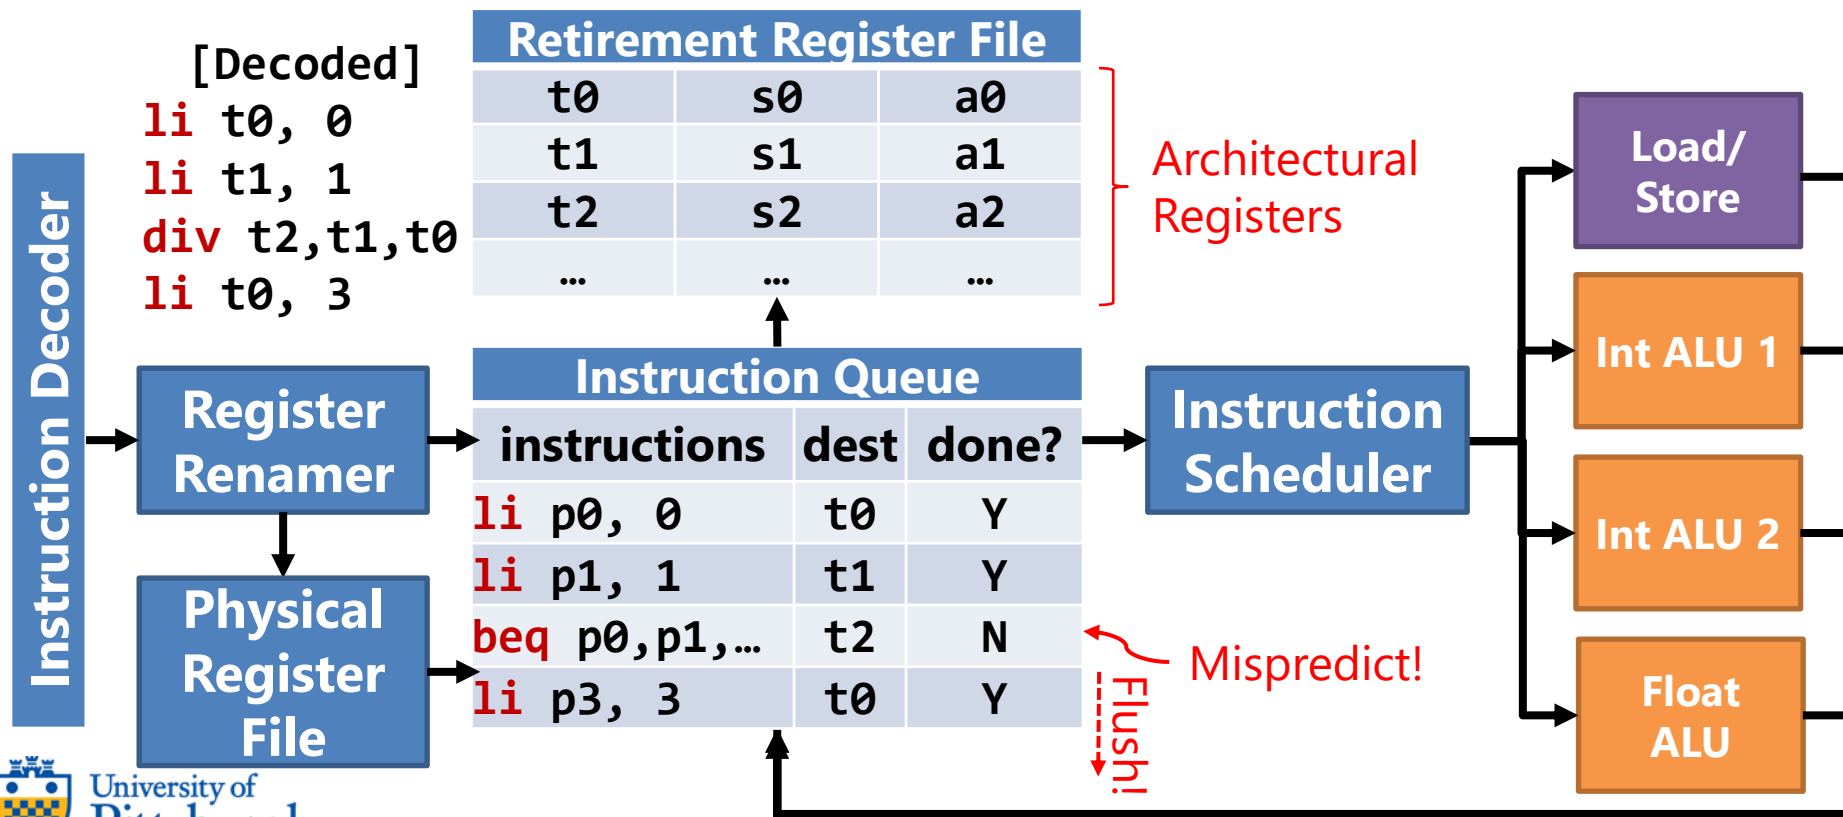 [Decoded]
li t0, 0
li t1, 1
div t2,t1,t0
li t0, 3
Instruction Decoder
Register
Renamer
Physical
Register
File
Retirement Register File
t0 s0 a0
t1 s1 a1
t2 s2 a2
… … …
Architectural
Registers
Instruction Queue
instructions dest done?
li p0, 0 t0 Y
li p1, 1 t1 Y
beq p0,p1,… t2 N
li p3, 3 t0 Y
Mispredict!
Flush!
Instruction
Scheduler
Load/
Store
Int ALU 1
Int ALU 2
Float
ALU
University of